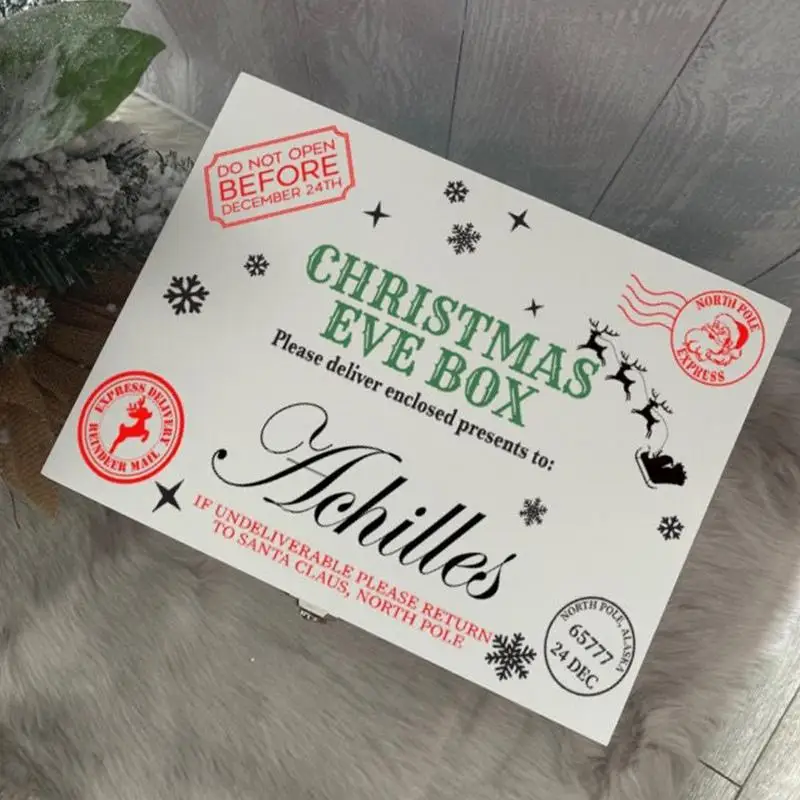 DO NOT OPEN
BEFORE
DECEMBER 24TH
CHRISTMAS
EVE BOX
Please deliver enclosed presents to:
NORTH POLE
EXPRESS
EXPRESS DELIVERY
REINDEER MAIL
Achilles
IF UNDELIVERABLE PLEASE RETURN
TO SANTA CLAUS, NORTH POLE
NORTH POLE, ALASKA
65777
24 DEC